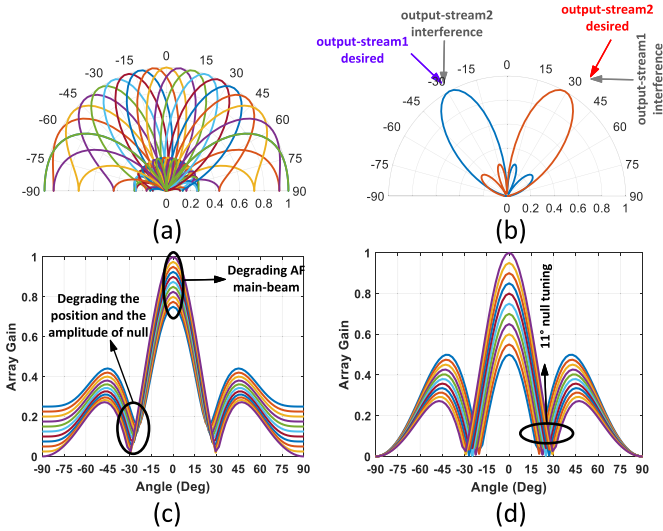 (a)
-90
-75
-60
-45
-30
-15
0
15
30
45
60
75
90
0
0.2
0.4
0.6
0.8
1
(b)
output-stream1
desired
output-stream2
interference
output-stream2
desired
output-stream1
interference
-90
-75
-60
-45
-30
-15
0
15
30
45
60
75
90
0
0.2
0.4
0.6
0.8
1
Array Gain
1
0.8
0.6
0.4
0.2
0
Degrading the
position and the
amplitude of null
Degrading AF
main-beam
-90 -75 -60 -45 -30 -15 0 15 30 45 60 75 90
Angle (Deg)
(c)
Array Gain
1
0.8
0.6
0.4
0.2
0
11° null tuning
-90 -75 -60 -45 -30 -15 0 15 30 45 60 75 90
Angle (Deg)
(d)